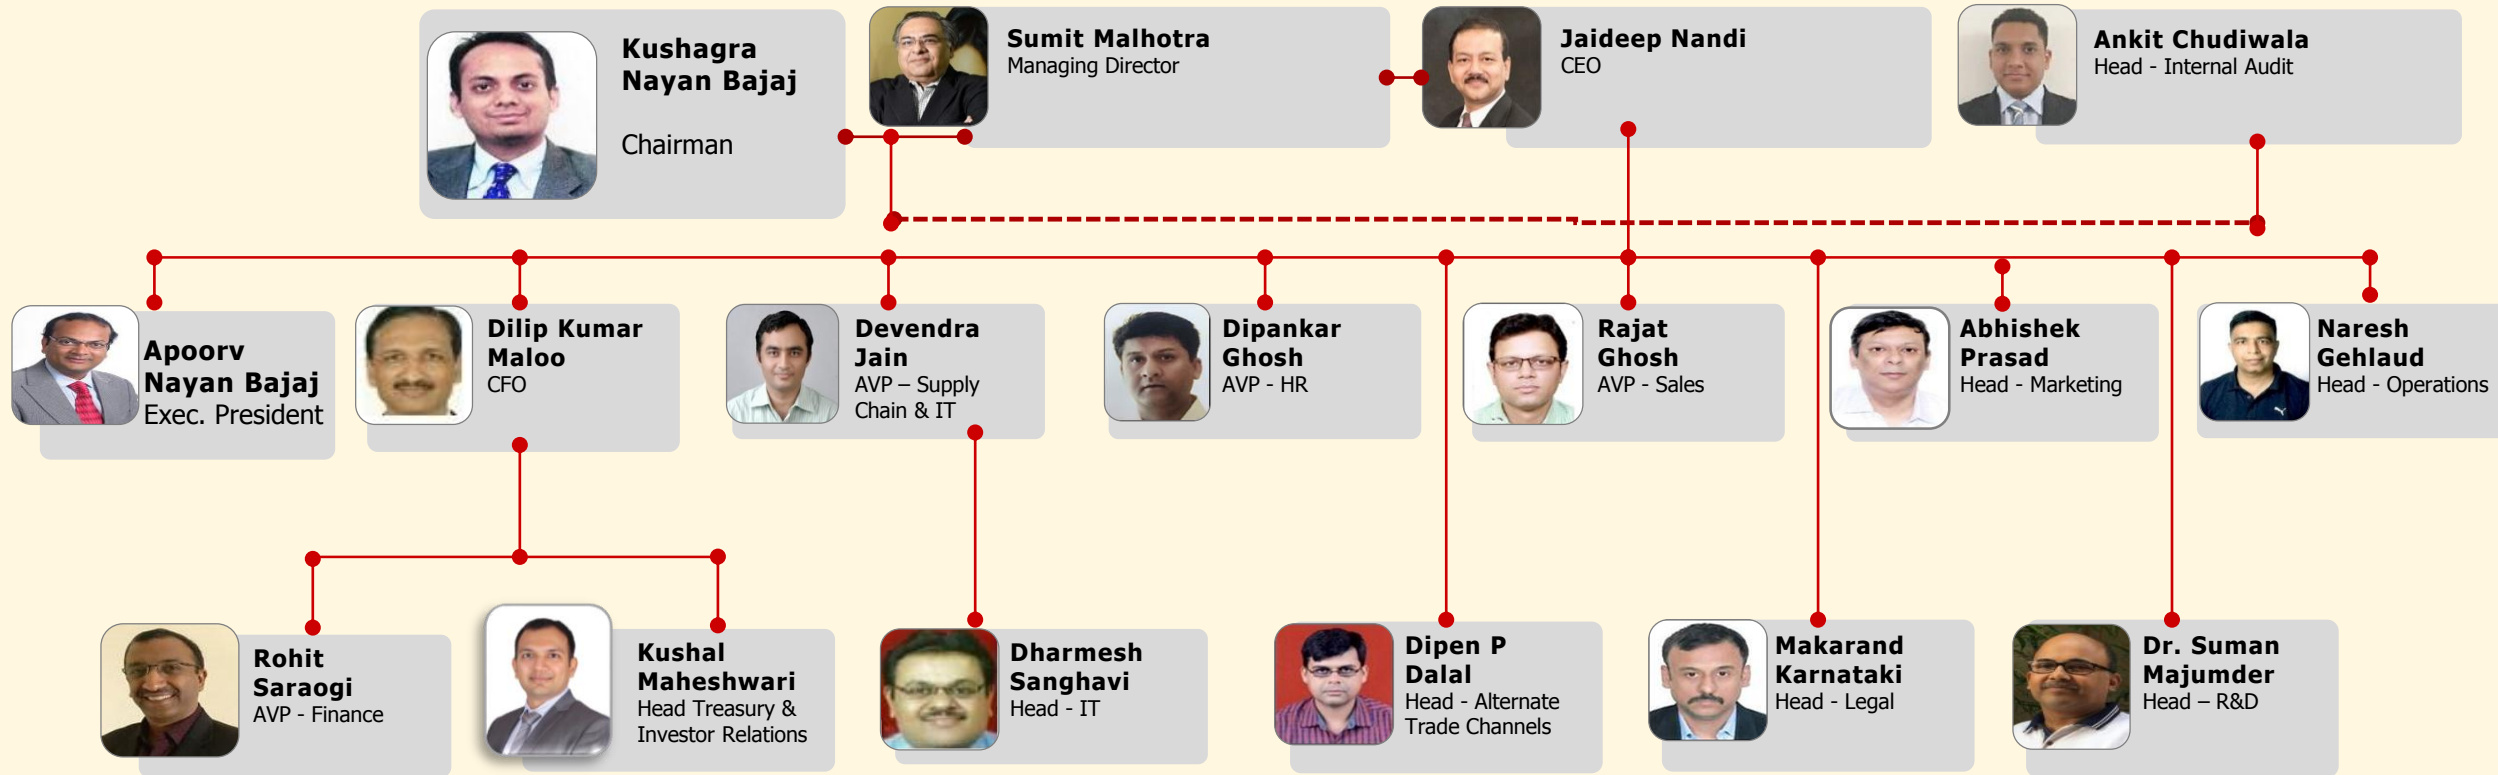 Kushagra
Nayan Bajaj
Chairman
Sumit Malhotra
Managing Director
Jaideep Nandi
CEO
Ankit Chudiwala
Head - Internal Audit
Apoorv
Nayan Bajaj
Exec. President
Dilip Kumar
Maloo
CFO
Devendra
Jain
AVP – Supply
Chain & IT
Dipankar
Ghosh
AVP - HR
Rajat
Ghosh
AVP - Sales
Abhishek
Prasad
Head - Marketing
Naresh
Gehlaud
Head - Operations
Rohit
Saraogi
AVP - Finance
Kushal
Maheshwari
Head Treasury &
Investor Relations
Dharmesh
Sanghavi
Head - IT
Dipen P
Dalal
Head - Alternate
Trade Channels
Makarand
Karnataki
Head - Legal
Dr. Suman
Majumder
Head – R&D